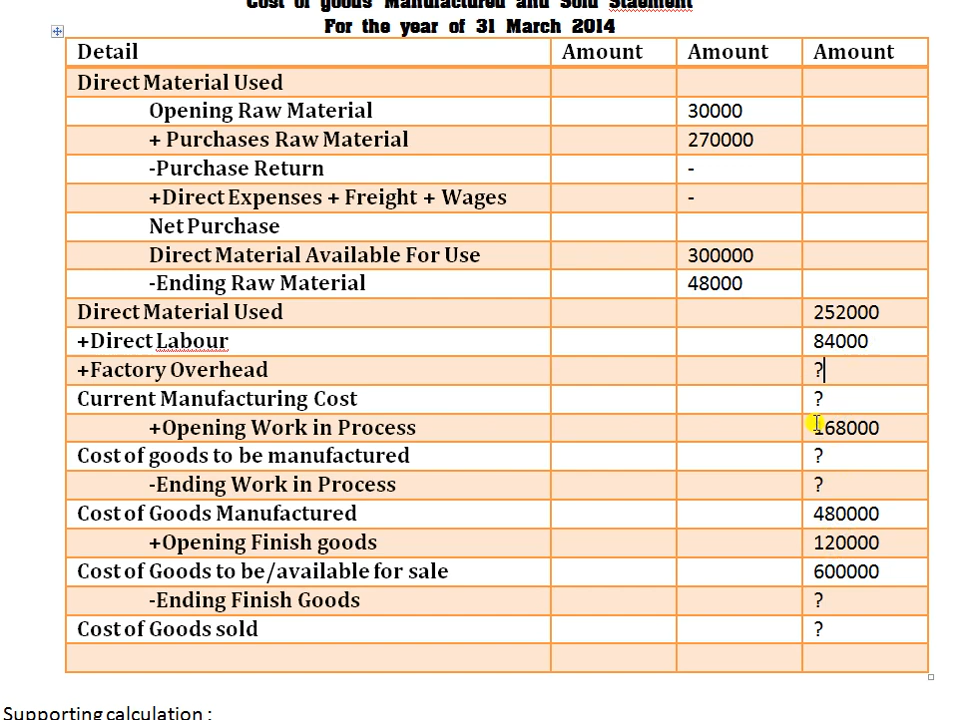 Cost of goods Manufactured and Sold Staement
For the year of 31 March 2014
Detail Amount Amount Amount
Direct Material Used
Opening Raw Material 30000
+ Purchases Raw Material 270000
-Purchase Return -
+Direct Expenses + Freight + Wages -
Net Purchase
Direct Material Available For Use 300000
-Ending Raw Material 48000
Direct Material Used 252000
+Direct Labour 84000
+Factory Overhead ?
Current Manufacturing Cost ?
+Opening Work in Process 168000
Cost of goods to be manufactured ?
-Ending Work in Process ?
Cost of Goods Manufactured 480000
+Opening Finish goods 120000
Cost of Goods to be/available for sale 600000
-Ending Finish Goods ?
Cost of Goods sold ?
Supporting calculation :